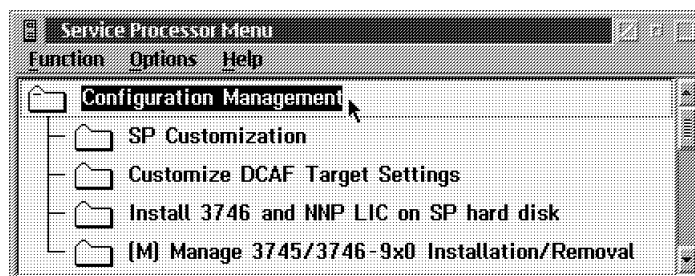 Service Processor Menu
Function Options Help
Configuration Management
SP Customization
Customize DCAF Target Settings
Install 3746 and NNP LIC on SP hard disk
(M) Manage 3745/3746-9x0 Installation/Removal